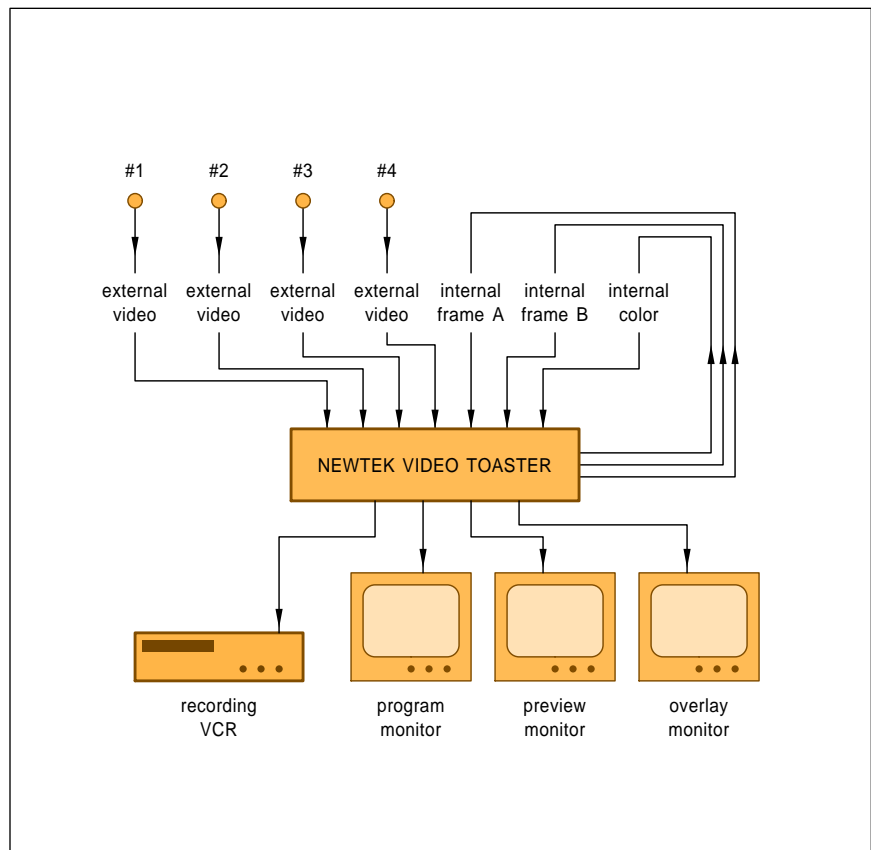 #1 #2 #3 #4
external external external external internal internal internal
video video video video frame A frame B color
NEWTEK VIDEO TOASTER
recording program preview overlay
VCR monitor monitor monitor